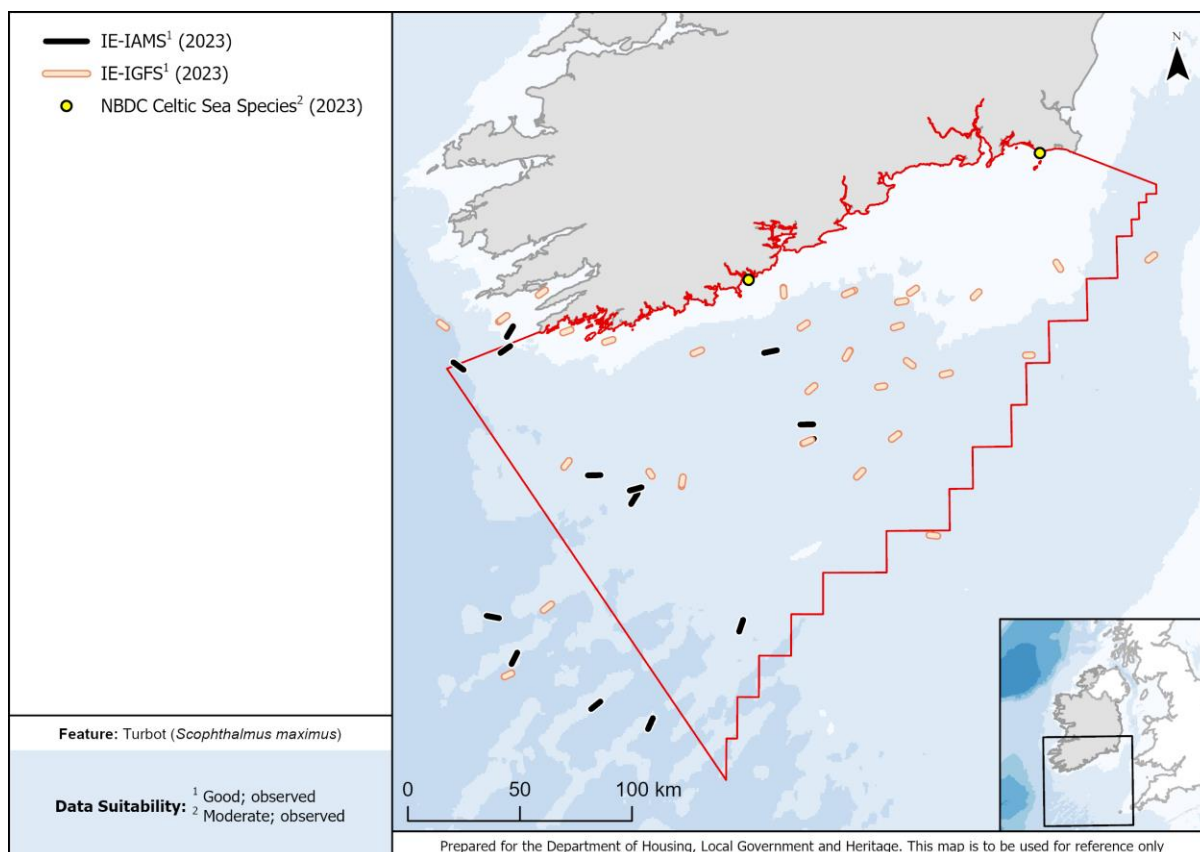 IE-IAMS¹ (2023)
IE-IGFS¹ (2023)
NBDC Celtic Sea Species² (2023)
Feature: Turbot (Scophthalmus maximus)
Data Suitability: ¹ Good; observed
² Moderate; observed
N
0 50 100 km
Prepared for the Department of Housing, Local Government and Heritage. This map is to be used for reference only